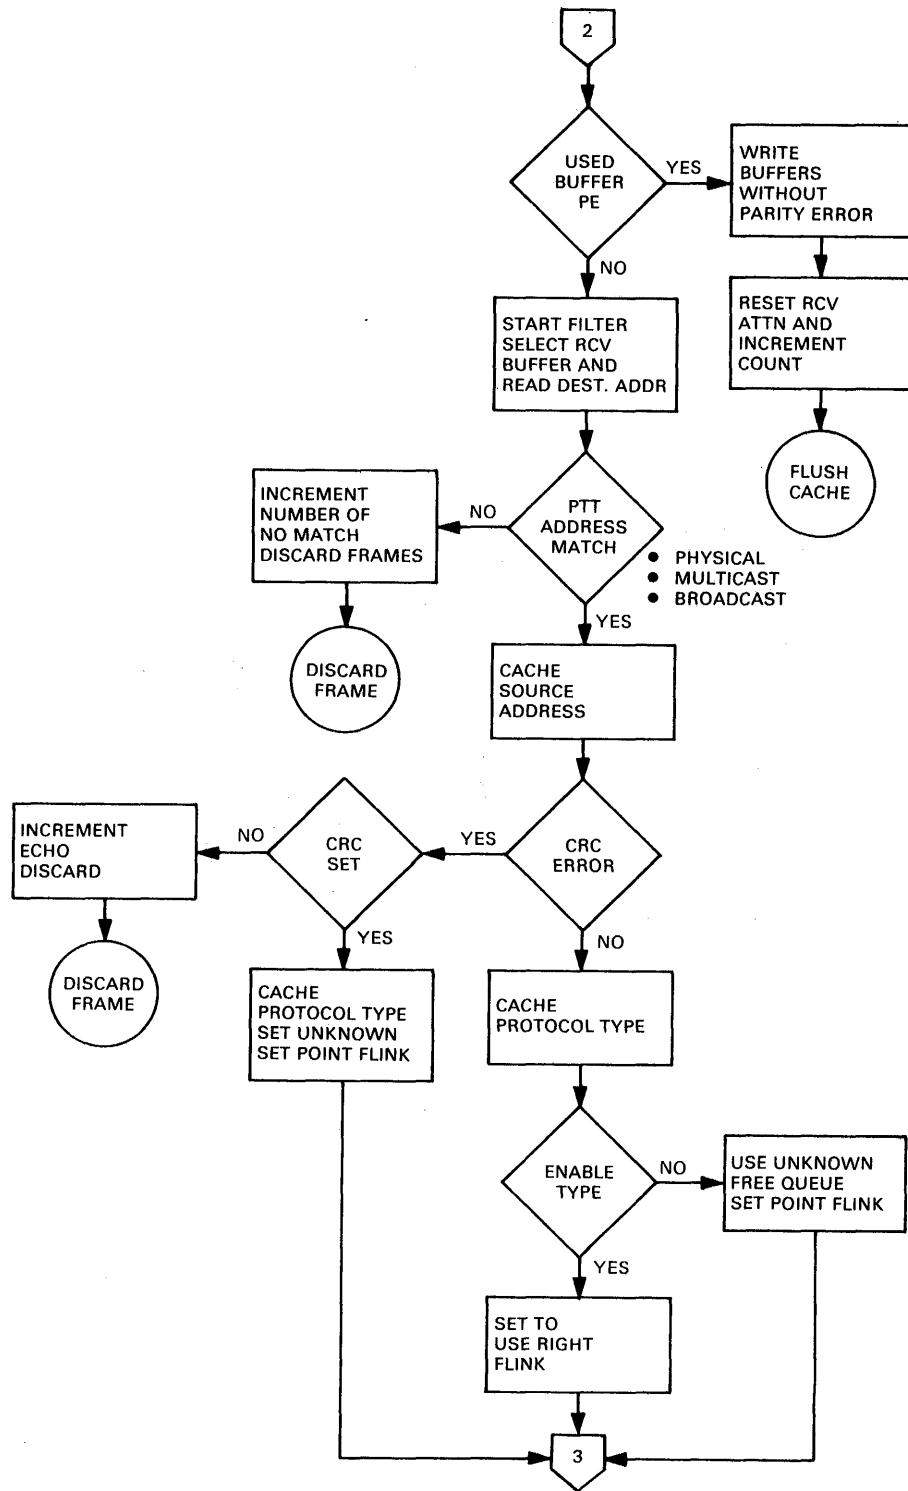 2
USED
BUFFER
PE
YES
WRITE
BUFFERS
WITHOUT
PARITY ERROR
NO
START FILTER
SELECT RCV
BUFFER AND
READ DEST. ADDR
RESET RCV
ATTN AND
INCREMENT
COUNT
FLUSH
CACHE
PTT
ADDRESS
MATCH
• PHYSICAL
• MULTICAST
• BROADCAST
NO
INCREMENT
NUMBER OF
NO MATCH
DISCARD FRAMES
DISCARD
FRAME
YES
CACHE
SOURCE
ADDRESS
CRC
ERROR
YES
CRC
SET
NO
INCREMENT
ECHO
DISCARD
DISCARD
FRAME
YES
CACHE
PROTOCOL TYPE
SET UNKNOWN
SET POINT FLINK
NO
CACHE
PROTOCOL TYPE
ENABLE
TYPE
NO
USE UNKNOWN
FREE QUEUE
SET POINT FLINK
YES
SET TO
USE RIGHT
FLINK
3